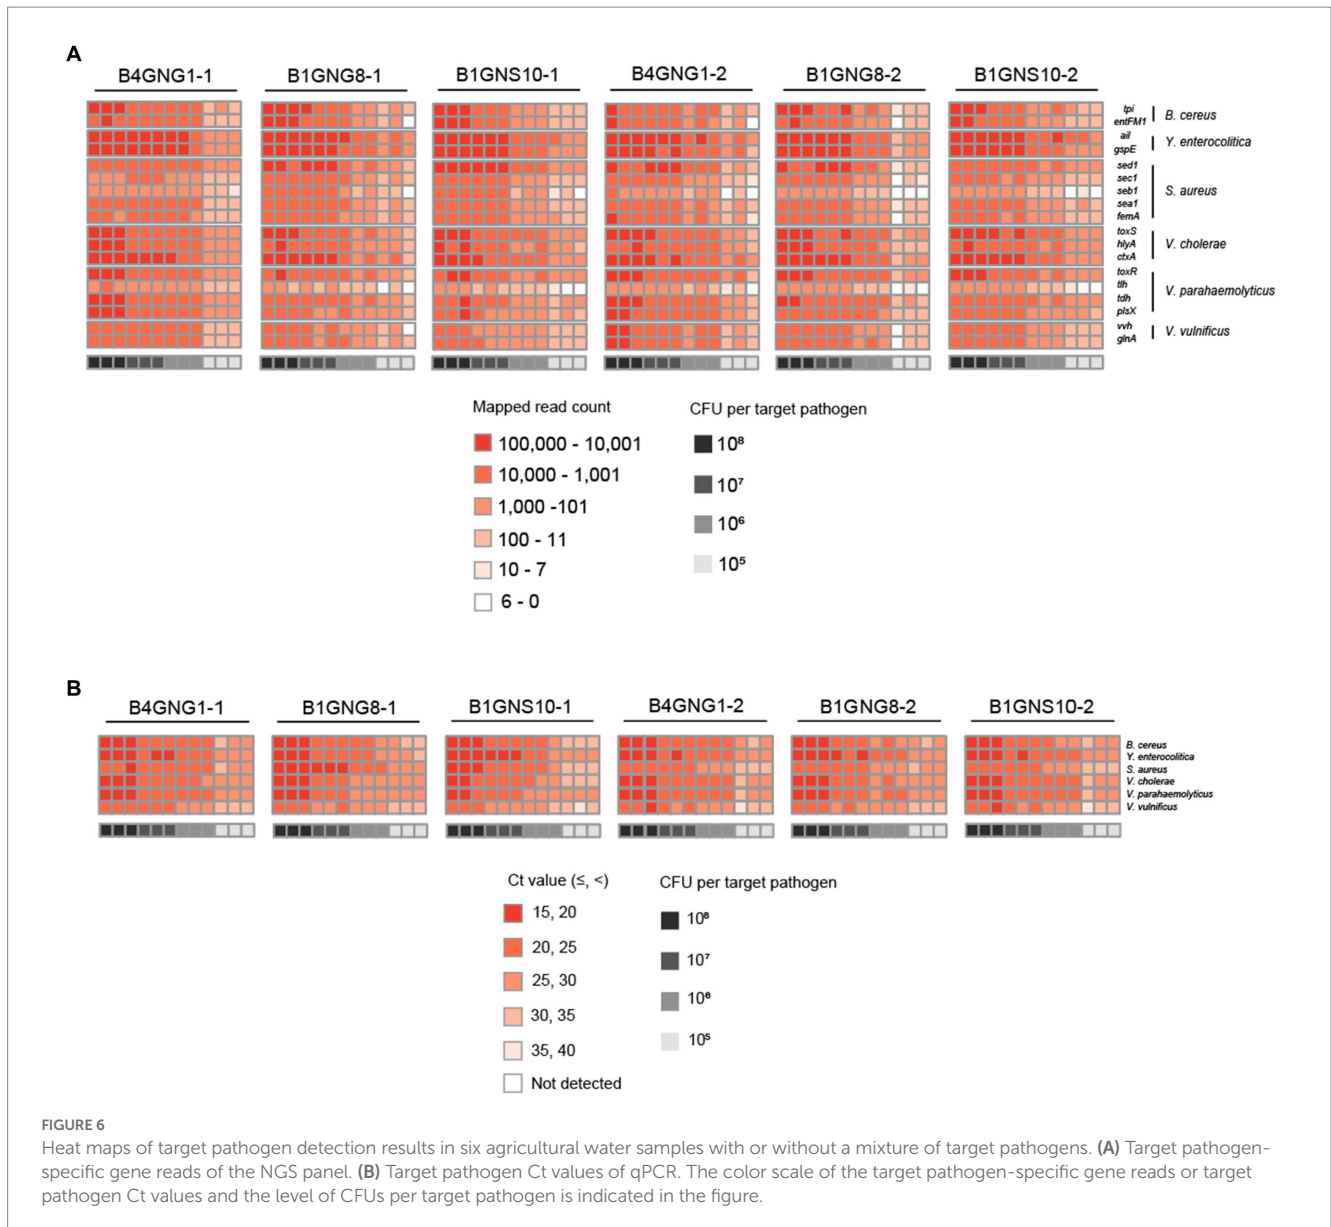 A
B4GNG1-1 B1GNG8-1 B1GNS10-1 B4GNG1-2 B1GNG8-2 B1GNS10-2
tpi
entFM1
B. cereus
ail
gspE
Y. enterocolitica
sed1
sec1
seb1
sea1
femA
S. aureus
toxS
hlyA
ctxA
V. cholerae
toxR
tlh
tdh
plsX
V. parahaemolyticus
vvh
glnA
V. vulnificus
Mapped read count
100,000 - 10,001
10,000 - 1,001
1,000 -101
100 - 11
10 - 7
6 - 0
CFU per target pathogen
10⁸
10⁷
10⁶
10⁵
B
B4GNG1-1 B1GNG8-1 B1GNS10-1 B4GNG1-2 B1GNG8-2 B1GNS10-2
B. cereus
Y. enterocolitica
S. aureus
V. cholerae
V. parahaemolyticus
V. vulnificus
Ct value (≤, <)
15, 20
20, 25
25, 30
30, 35
35, 40
Not detected
CFU per target pathogen
10⁸
10⁷
10⁶
10⁵
FIGURE 6
Heat maps of target pathogen detection results in six agricultural water samples with or without a mixture of target pathogens. (A) Target pathogen-
specific gene reads of the NGS panel. (B) Target pathogen Ct values of qPCR. The color scale of the target pathogen-specific gene reads or target
pathogen Ct values and the level of CFUs per target pathogen is indicated in the figure.